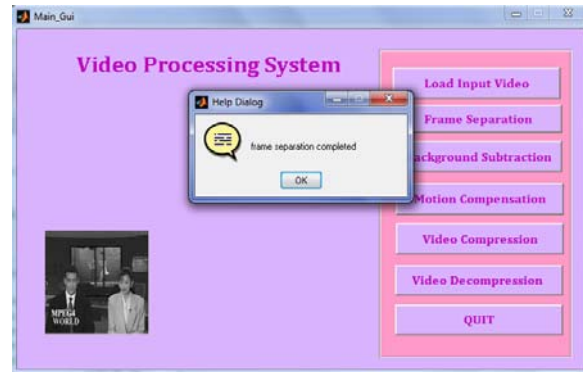 Main_Gui
Video Processing System
Help Dialog
frame separation completed
OK
Load Input Video
Frame Separation
ackground Subtraction
Motion Compensation
Video Compression
Video Decompression
QUIT
MPEG4
WORLD